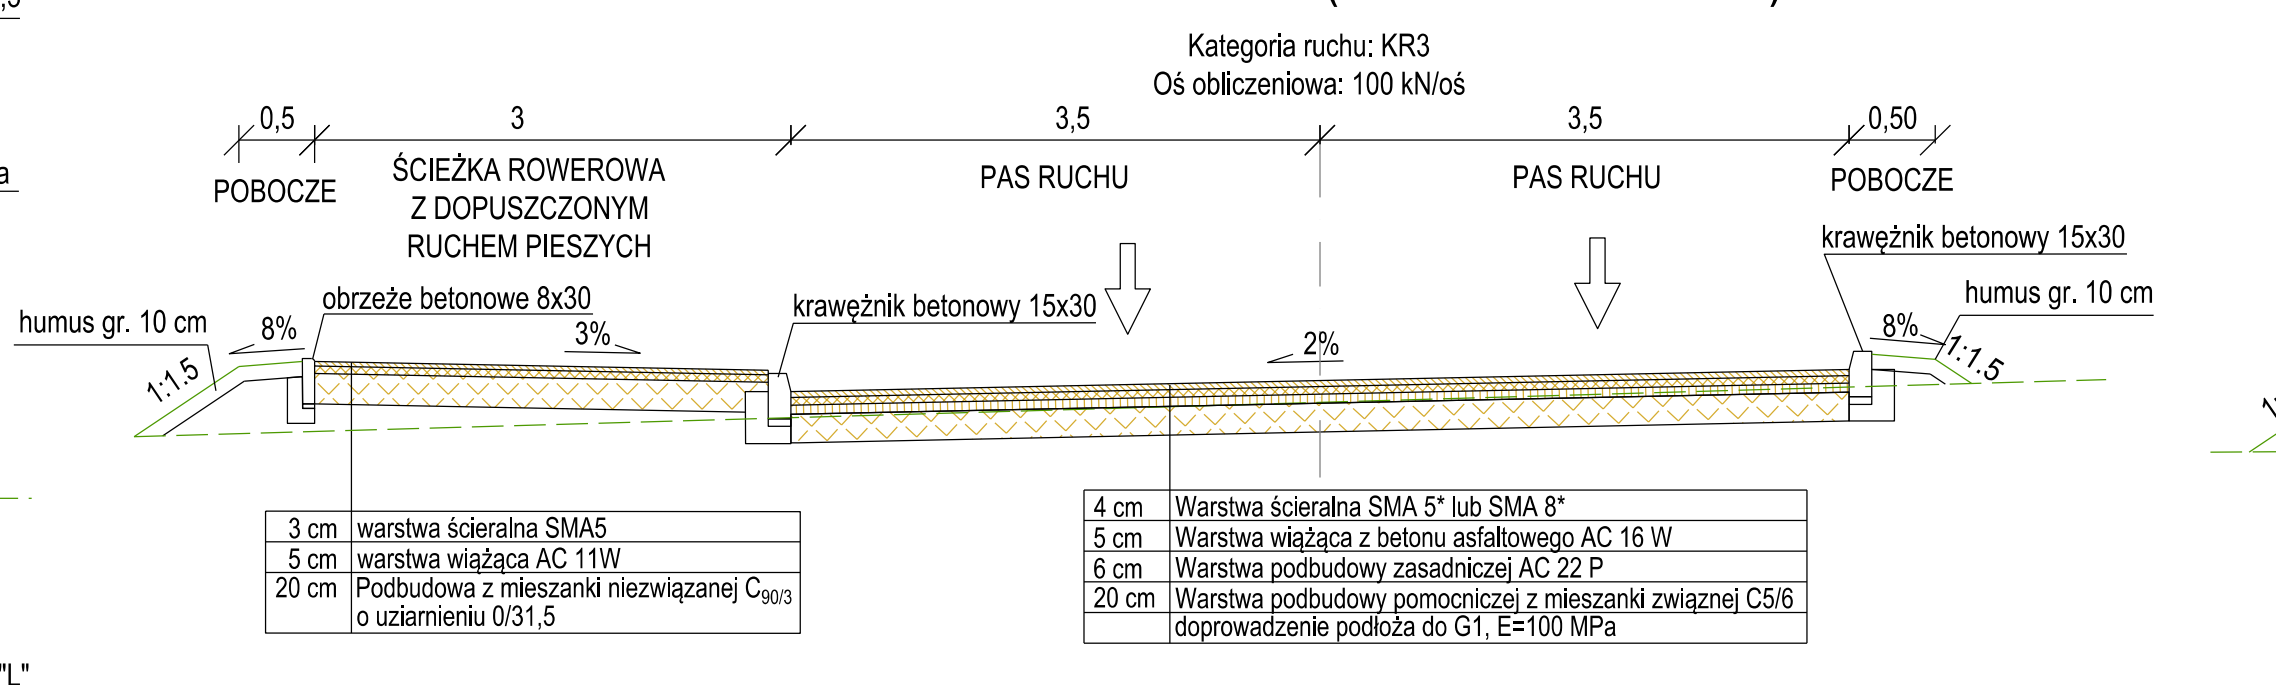 Kategoria ruchu: KR3
Oś obliczeniowa: 100 kN/oś
0,5
3
3,5
3,5
0,50
POBOCZE
ŚCIEŻKA ROWEROWA
Z DOPUSZCZONYM
RUCHEM PIESZYCH
PAS RUCHU
PAS RUCHU
POBOCZE
krawężnik betonowy 15x30
obrzeże betonowe 8x30
krawężnik betonowy 15x30
humus gr. 10 cm
humus gr. 10 cm
8%
3%
2%
8%
1:1.5
1:1.5
3 cm warstwa ścieralna SMA5
5 cm warstwa wiążąca AC 11W
20 cm Podbudowa z mieszanki niezwiązanej C90/3
o uziarnieniu 0/31,5
4 cm Warstwa ścieralna SMA 5* lub SMA 8*
5 cm Warstwa wiążąca z betonu asfaltowego AC 16 W
6 cm Warstwa podbudowy zasadniczej AC 22 P
20 cm Warstwa podbudowy pomocniczej z mieszanki związnej C5/6
doprowadzenie podłoża do G1, E=100 MPa
"L"